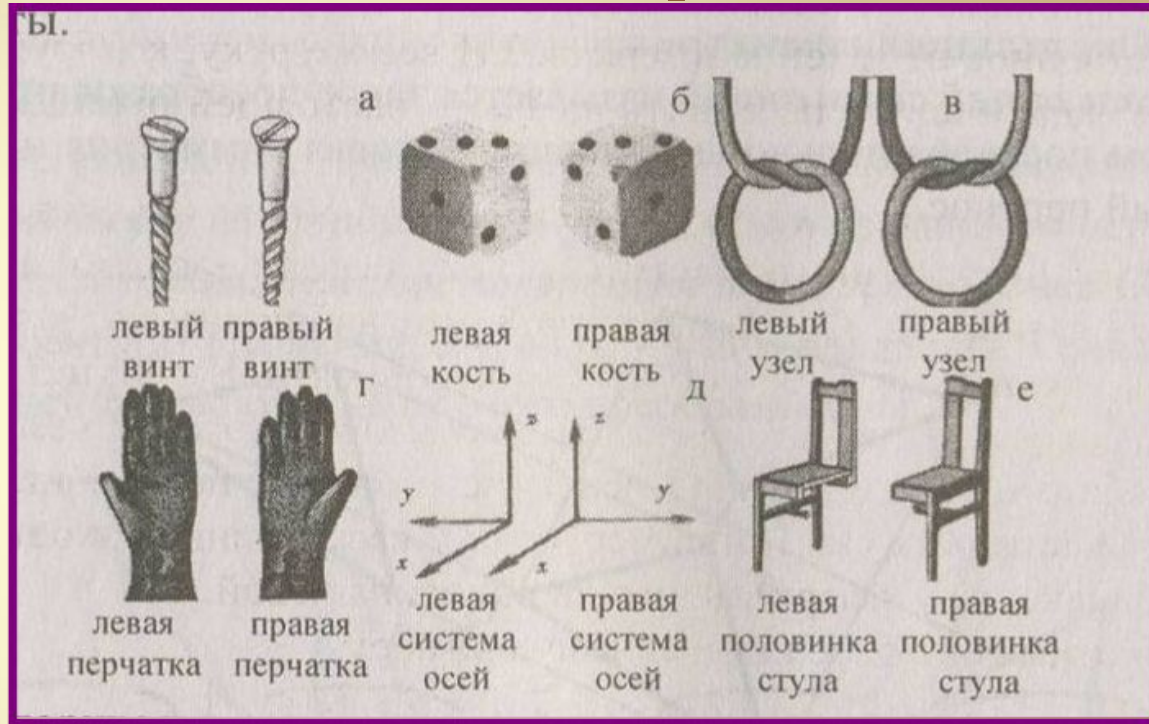 ты.
а
б
в
левый
винт
правый
винт
левая
кость
правая
кость
левый
узел
правый
узел
г
д
е
z
y
x
z
y
x
левая
перчатка
правая
перчатка
левая
система
осей
правая
система
осей
левая
половинка
стула
правая
половинка
стула